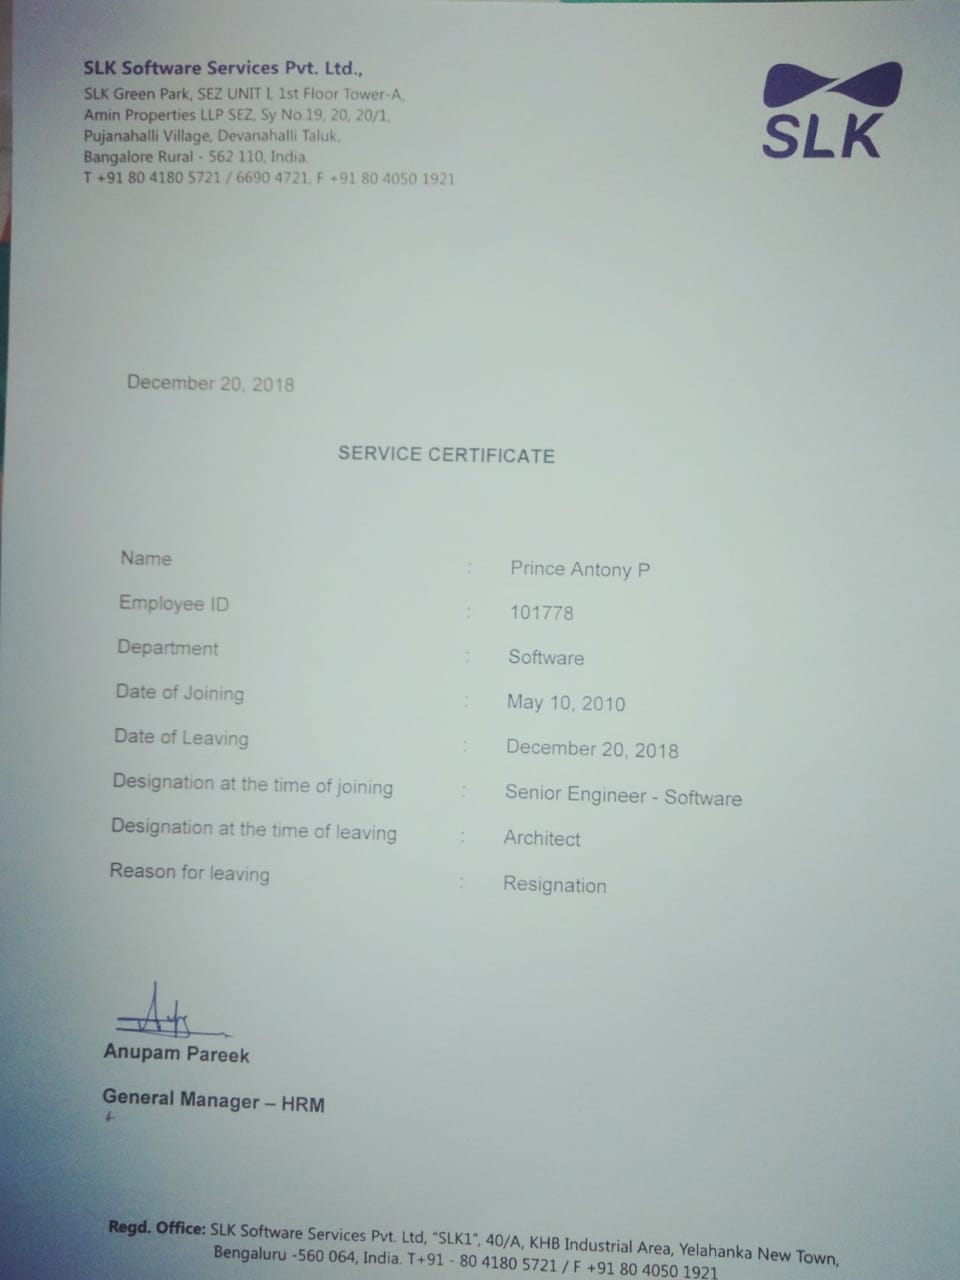 SLK Software Services Pvt. Ltd.,
SLK Green Park, SEZ UNIT I, 1st Floor Tower-A,
Amin Properties LLP SEZ, Sy No.19, 20, 20/1,
Pujanahalli Village, Devanahalli Taluk,
Bangalore Rural - 562 110, India.
T +91 80 4180 5721 / 6690 4721, F +91 80 4050 1921
SLK
December 20, 2018
SERVICE CERTIFICATE
Name : Prince Antony P
Employee ID : 101778
Department : Software
Date of Joining : May 10, 2010
Date of Leaving : December 20, 2018
Designation at the time of joining : Senior Engineer - Software
Designation at the time of leaving : Architect
Reason for leaving : Resignation
Anupam Pareek
General Manager – HRM
Regd. Office: SLK Software Services Pvt. Ltd, "SLK1", 40/A, KHB Industrial Area, Yelahanka New Town,
Bengaluru -560 064, India. T+91 - 80 4180 5721 / F +91 80 4050 1921